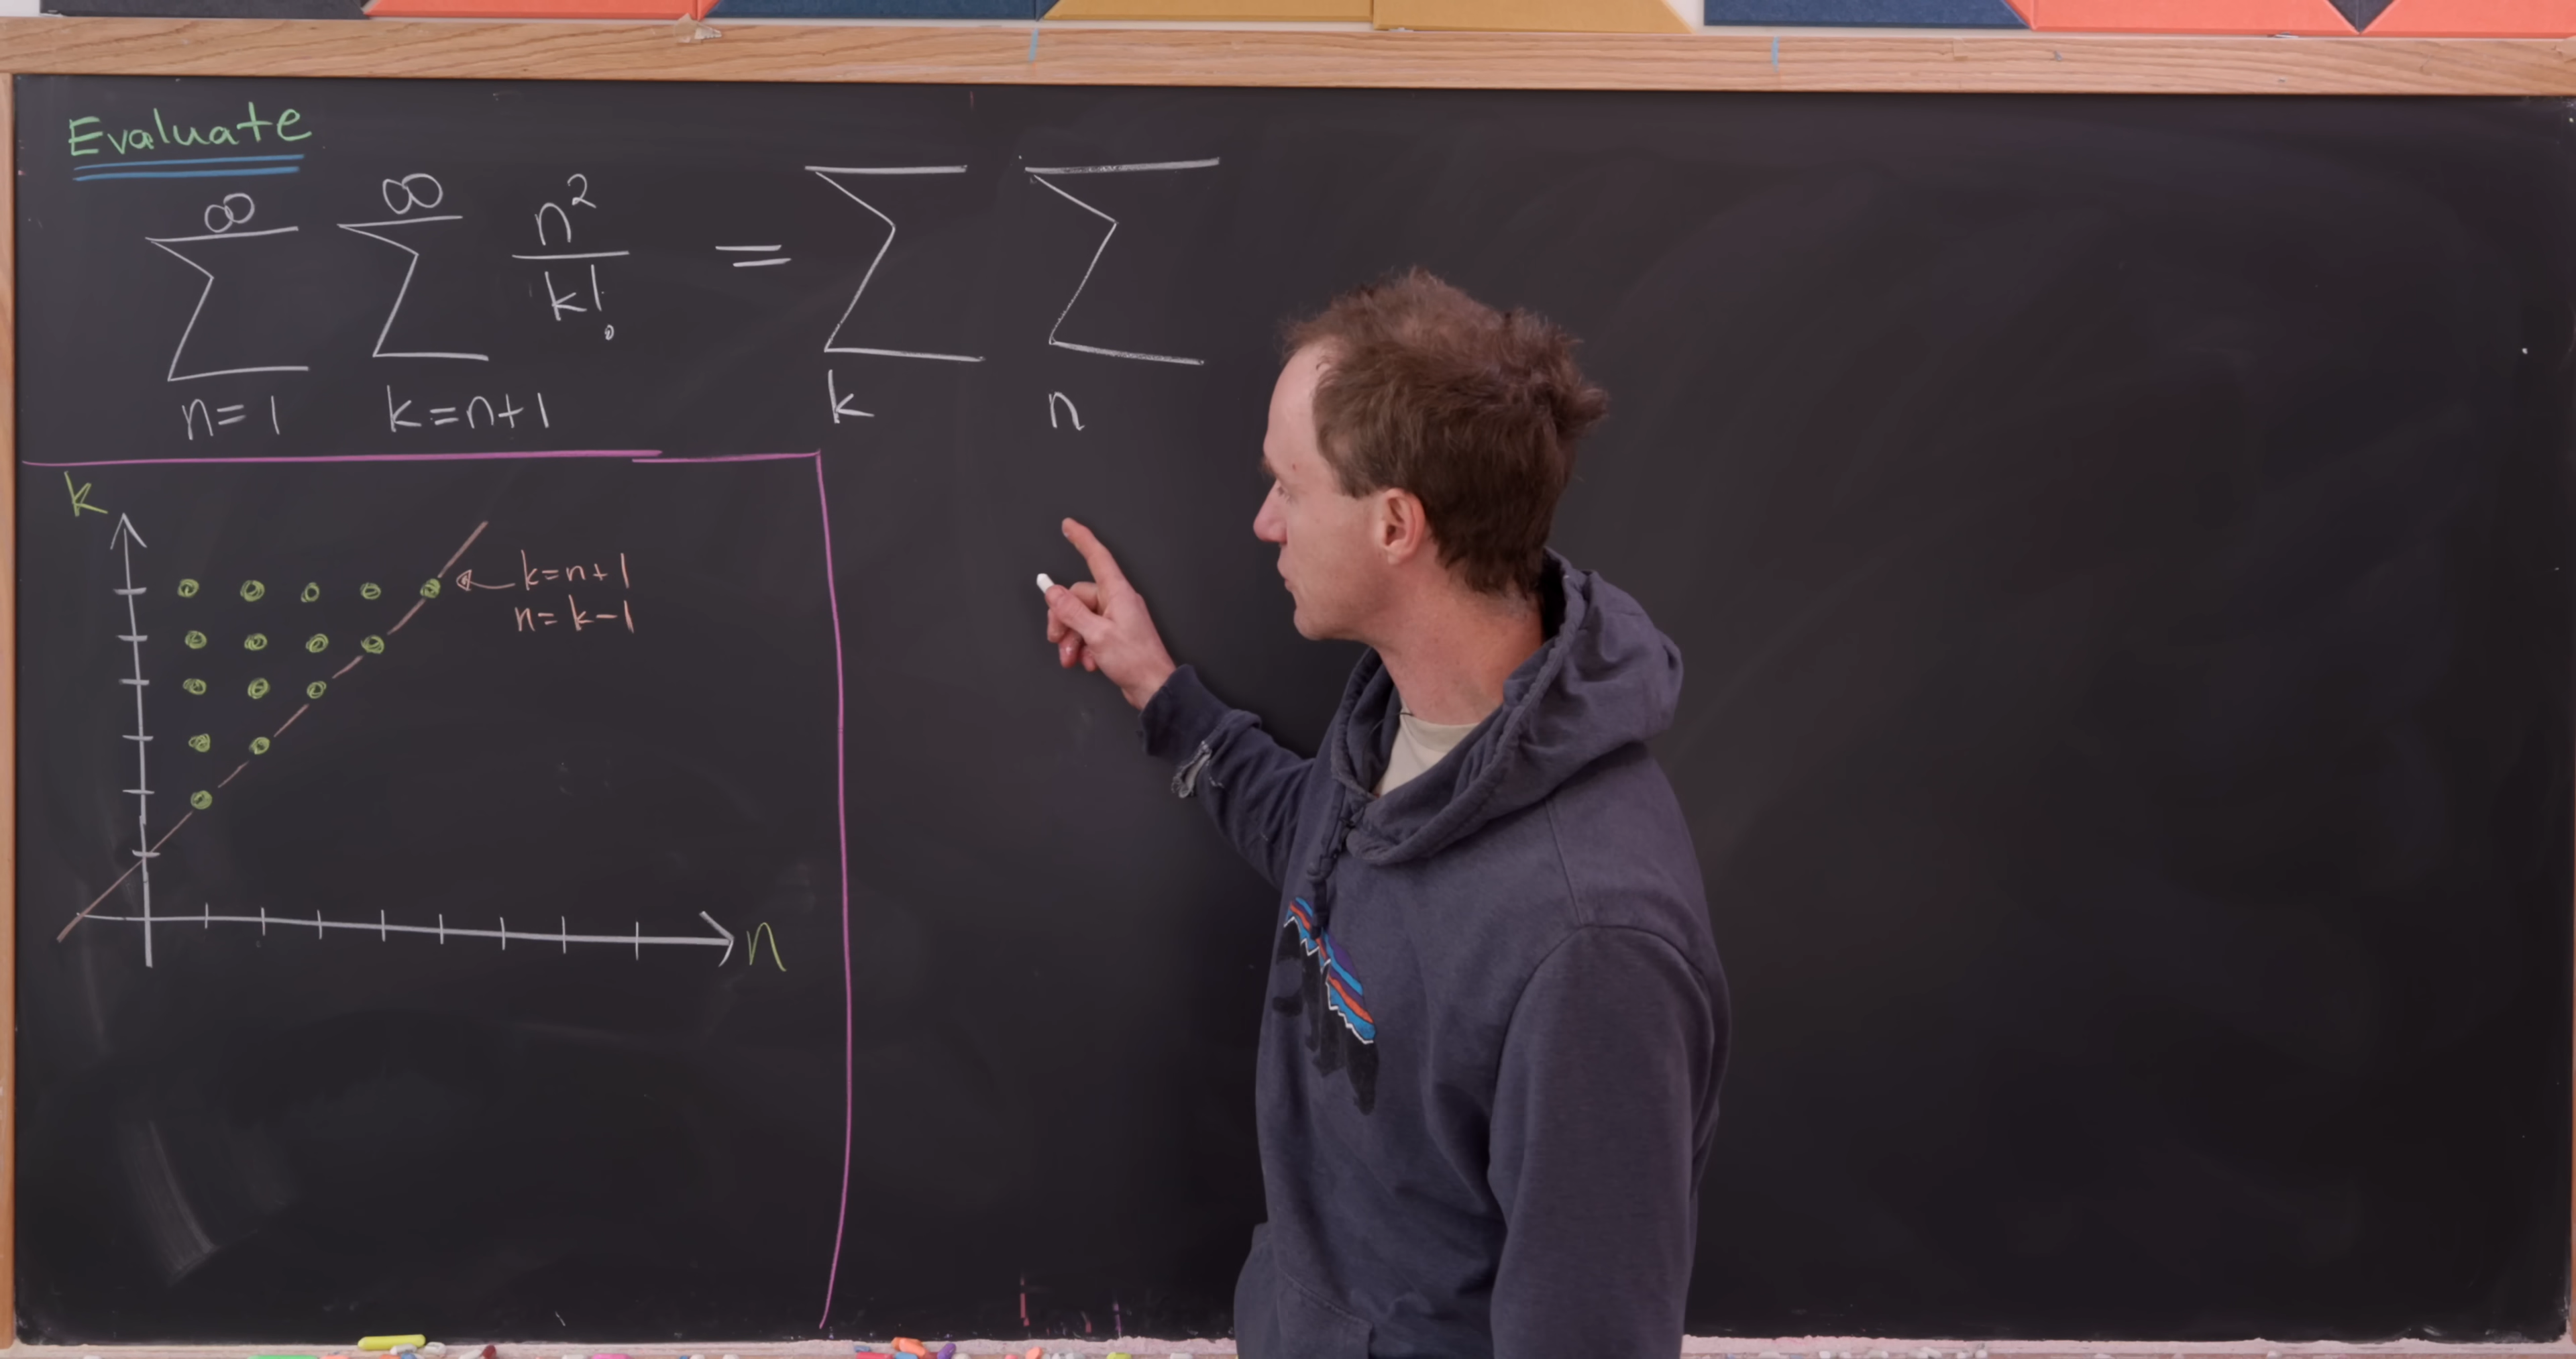 Evaluate
∞ ∞
∑ ∑ n²/k! = ∑ ∑
n=1 k=n+1 k n
k
k=n+1
n=k-1
n